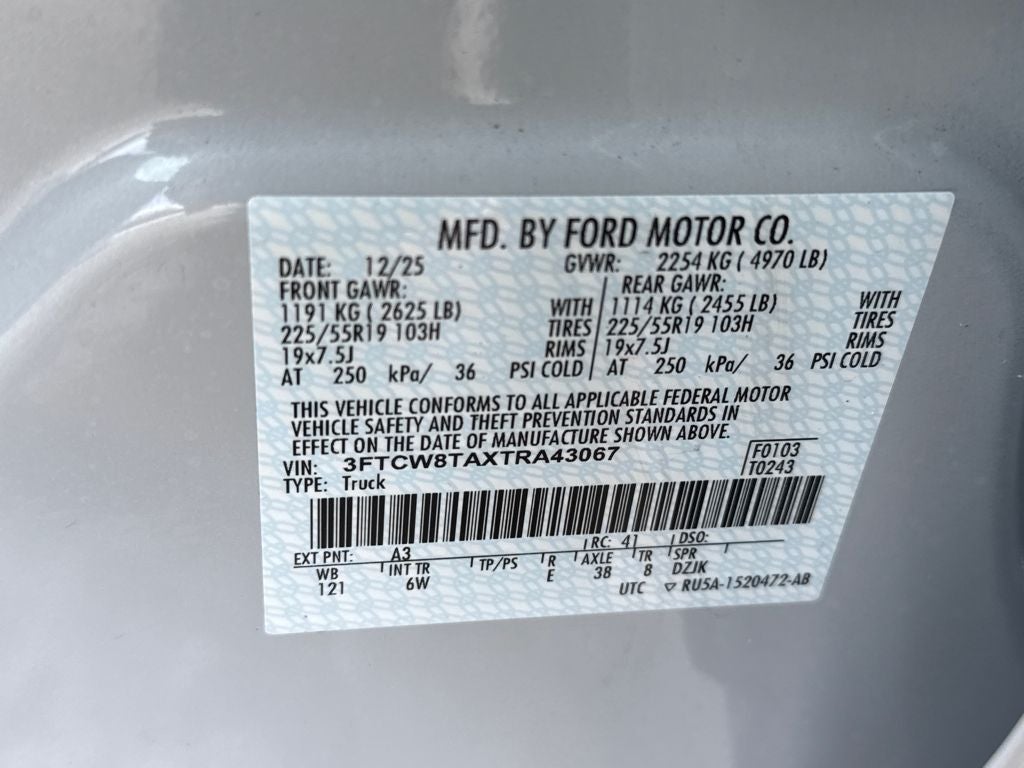 MFD. BY FORD MOTOR CO.
DATE: 12/25 GVWR: 2254 KG ( 4970 LB)
FRONT GAWR: REAR GAWR:
1191 KG ( 2625 LB) WITH 1114 KG ( 2455 LB) WITH
225/55R19 103H TIRES 225/55R19 103H TIRES
19x7.5J RIMS 19x7.5J RIMS
AT 250 kPa/ 36 PSI COLD AT 250 kPa/ 36 PSI COLD
THIS VEHICLE CONFORMS TO ALL APPLICABLE FEDERAL MOTOR
VEHICLE SAFETY AND THEFT PREVENTION STANDARDS IN
EFFECT ON THE DATE OF MANUFACTURE SHOWN ABOVE.
VIN: 3FTCW8TAXTRA43067 F0103
TYPE: Truck T0243
EXT PNT: A3 RC: 41 DSO:
WB INT TR TP/PS R AXLE TR SPR
121 6W E 38 8 DZJK
UTC ▽ RU5A-1520472-AB